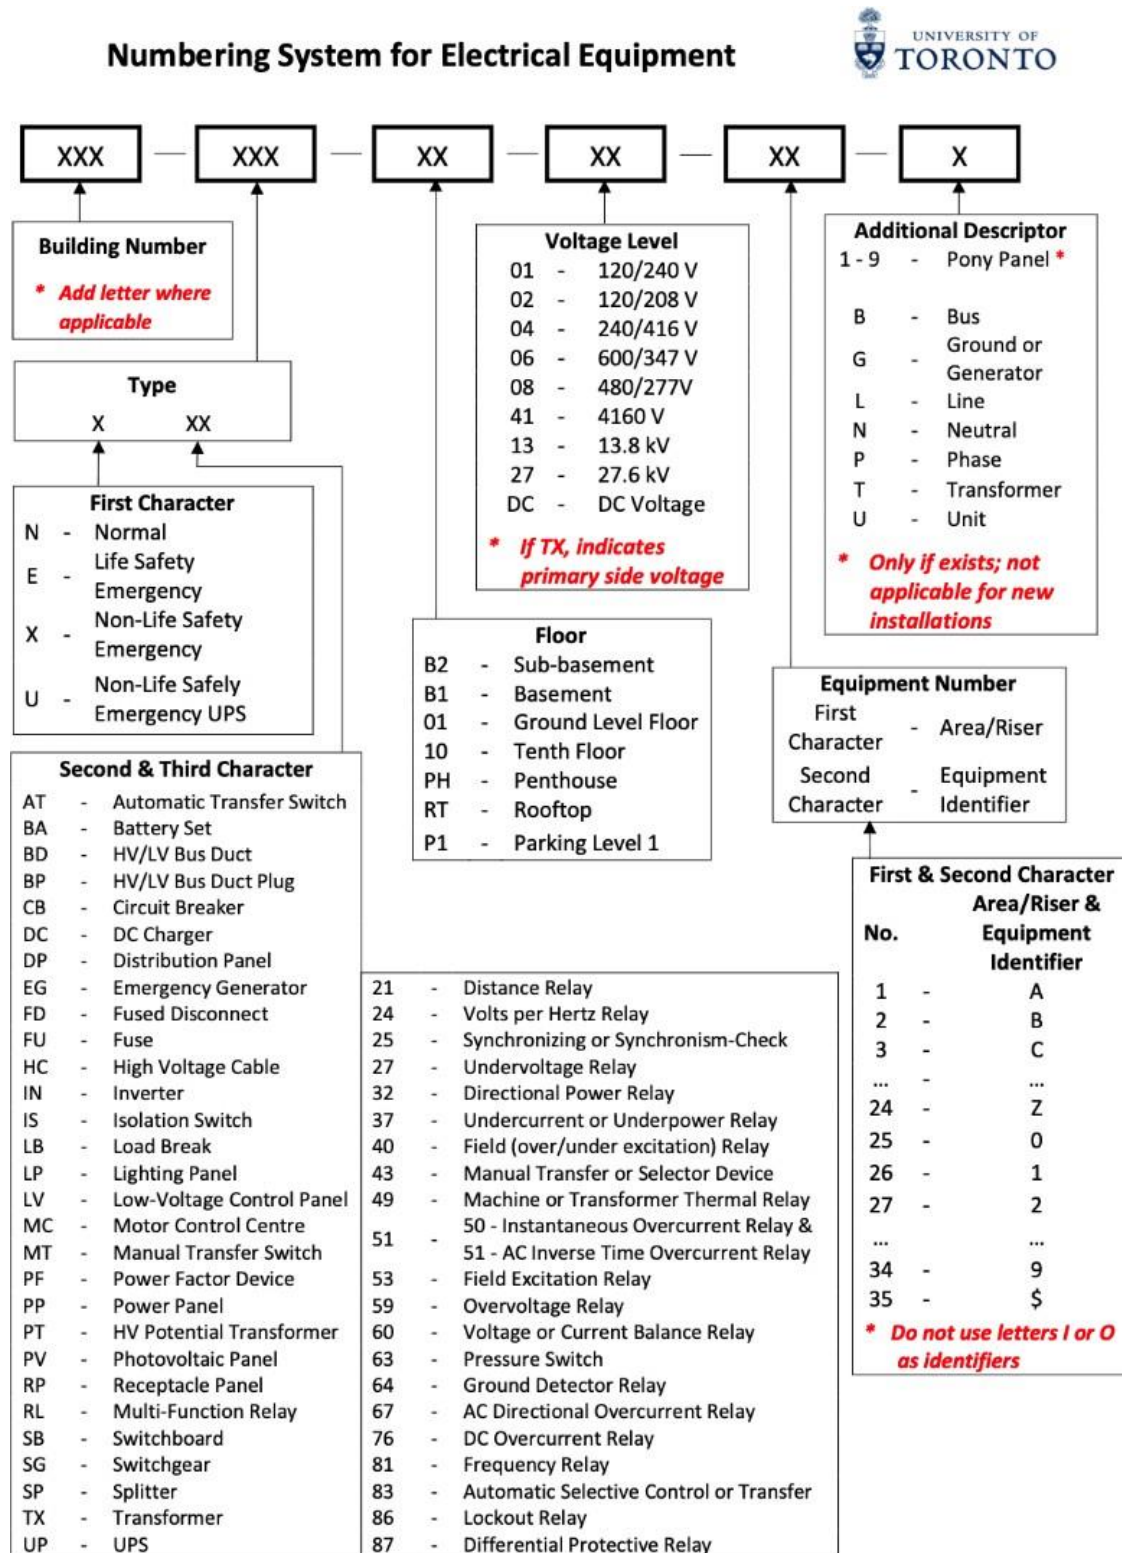 Numbering System for Electrical Equipment
UNIVERSITY OF
TORONTO
XXX — XXX — XX — XX — XX — X
Building Number
* Add letter where
applicable
Type
X XX
First Character
N - Normal
E - Life Safety
Emergency
X - Non-Life Safety
Emergency
U - Non-Life Safely
Emergency UPS
Second & Third Character
AT - Automatic Transfer Switch
BA - Battery Set
BD - HV/LV Bus Duct
BP - HV/LV Bus Duct Plug
CB - Circuit Breaker
DC - DC Charger
DP - Distribution Panel
EG - Emergency Generator
FD - Fused Disconnect
FU - Fuse
HC - High Voltage Cable
IN - Inverter
IS - Isolation Switch
LB - Load Break
LP - Lighting Panel
LV - Low-Voltage Control Panel
MC - Motor Control Centre
MT - Manual Transfer Switch
PF - Power Factor Device
PP - Power Panel
PT - HV Potential Transformer
PV - Photovoltaic Panel
RP - Receptacle Panel
RL - Multi-Function Relay
SB - Switchboard
SG - Switchgear
SP - Splitter
TX - Transformer
UP - UPS
21 - Distance Relay
24 - Volts per Hertz Relay
25 - Synchronizing or Synchronism-Check
27 - Undervoltage Relay
32 - Directional Power Relay
37 - Undercurrent or Underpower Relay
40 - Field (over/under excitation) Relay
43 - Manual Transfer or Selector Device
49 - Machine or Transformer Thermal Relay
51 - 50 - Instantaneous Overcurrent Relay &
51 - AC Inverse Time Overcurrent Relay
53 - Field Excitation Relay
59 - Overvoltage Relay
60 - Voltage or Current Balance Relay
63 - Pressure Switch
64 - Ground Detector Relay
67 - AC Directional Overcurrent Relay
76 - DC Overcurrent Relay
81 - Frequency Relay
83 - Automatic Selective Control or Transfer
86 - Lockout Relay
87 - Differential Protective Relay
Floor
B2 - Sub-basement
B1 - Basement
01 - Ground Level Floor
10 - Tenth Floor
PH - Penthouse
RT - Rooftop
P1 - Parking Level 1
Voltage Level
01 - 120/240 V
02 - 120/208 V
04 - 240/416 V
06 - 600/347 V
08 - 480/277V
41 - 4160 V
13 - 13.8 kV
27 - 27.6 kV
DC - DC Voltage
* If TX, indicates
primary side voltage
Additional Descriptor
1 - 9 - Pony Panel *
B - Bus
G - Ground or
Generator
L - Line
N - Neutral
P - Phase
T - Transformer
U - Unit
* Only if exists; not
applicable for new
installations
Equipment Number
First
Character - Area/Riser
Second
Character - Equipment
Identifier
First & Second Character
No. Area/Riser &
Equipment
Identifier
1 - A
2 - B
3 - C
... - ...
24 - Z
25 - 0
26 - 1
27 - 2
... - ...
34 - 9
35 - $
* Do not use letters I or O
as identifiers